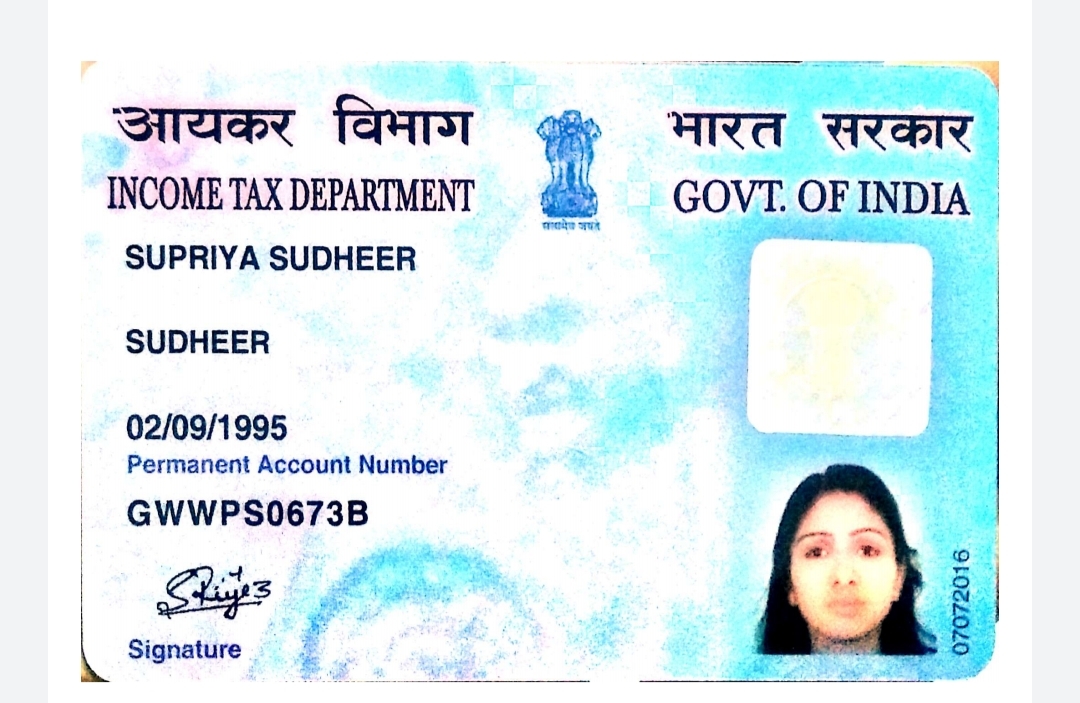 आयकर विभाग
INCOME TAX DEPARTMENT
सत्यमेव जयते
भारत सरकार
GOVT. OF INDIA
SUPRIYA SUDHEER
SUDHEER
02/09/1995
Permanent Account Number
GWWPS0673B
Signature
07072016